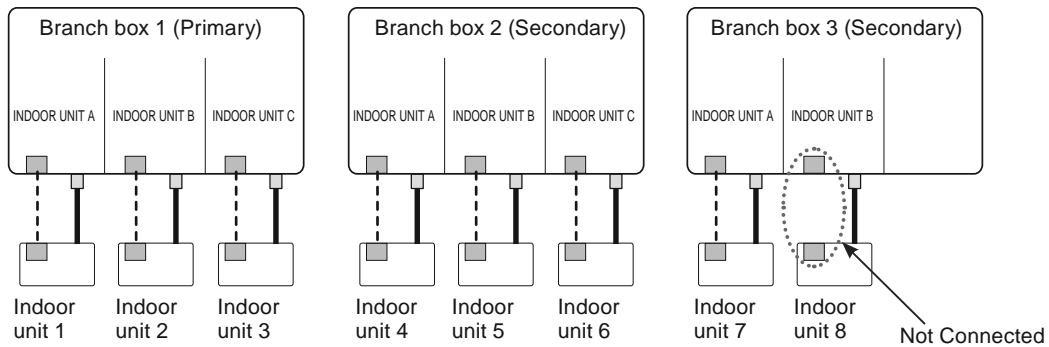 Branch box 1 (Primary)
INDOOR UNIT A
INDOOR UNIT B
INDOOR UNIT C
Indoor
unit 1
Indoor
unit 2
Indoor
unit 3
Branch box 2 (Secondary)
INDOOR UNIT A
INDOOR UNIT B
INDOOR UNIT C
Indoor
unit 4
Indoor
unit 5
Indoor
unit 6
Branch box 3 (Secondary)
INDOOR UNIT A
INDOOR UNIT B
Indoor
unit 7
Indoor
unit 8
Not Connected